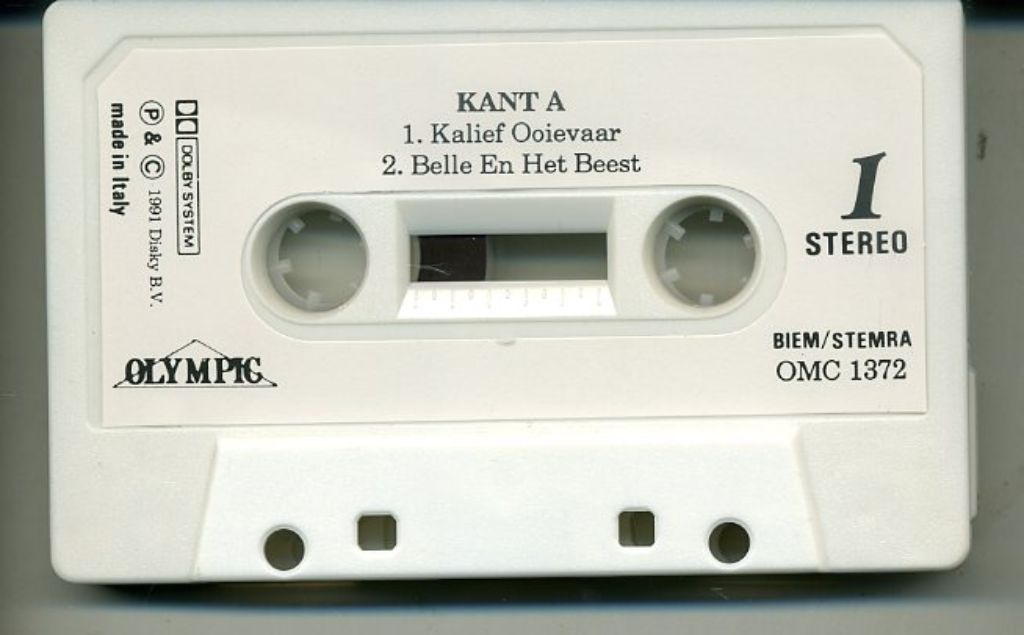 KANT A
1. Kalief Ooievaar
2. Belle En Het Beest
DOLBY SYSTEM
P & C 1991 Disky B.V.
made in Italy
1
STEREO
OLYMPIC
BIEM/STEMRA
OMC 1372